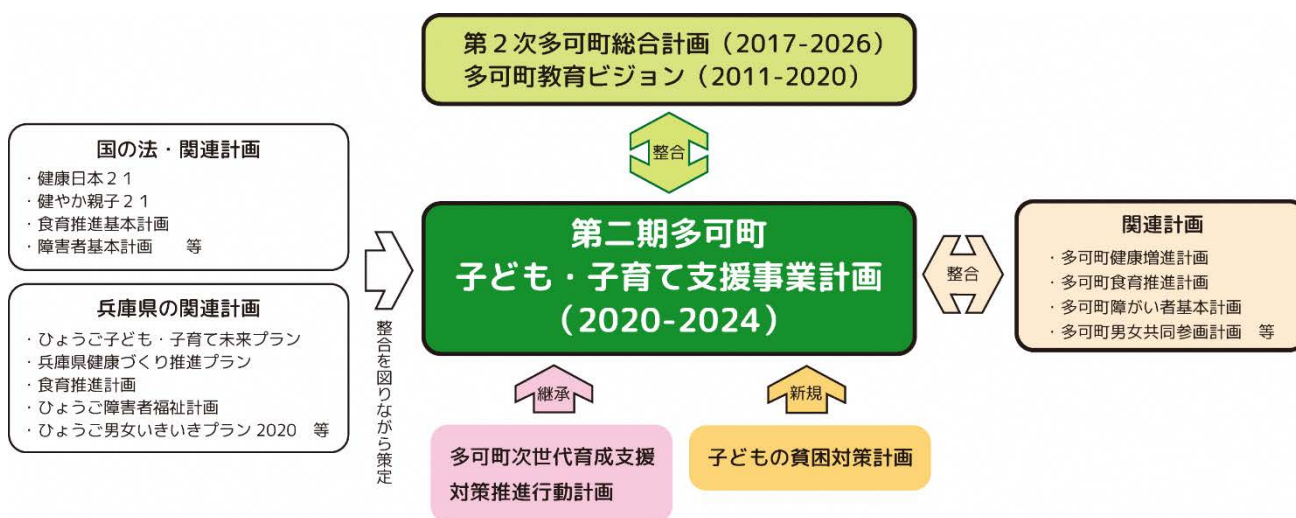 第2次多可町総合計画（2017-2026）
多可町教育ビジョン（2011-2020）
整合
国の法・関連計画
・健康日本21
・健やか親子21
・食育推進基本計画
・障害者基本計画　等
兵庫県の関連計画
・ひょうご子ども・子育て未来プラン
・兵庫県健康づくり推進プラン
・食育推進計画
・ひょうご障害者福祉計画
・ひょうご男女いきいきプラン2020　等
整合を図りながら策定
第二期多可町
子ども・子育て支援事業計画
（2020-2024）
整合
関連計画
・多可町健康増進計画
・多可町食育推進計画
・多可町障がい者基本計画
・多可町男女共同参画計画　等
継承
多可町次世代育成支援
対策推進行動計画
新規
子どもの貧困対策計画